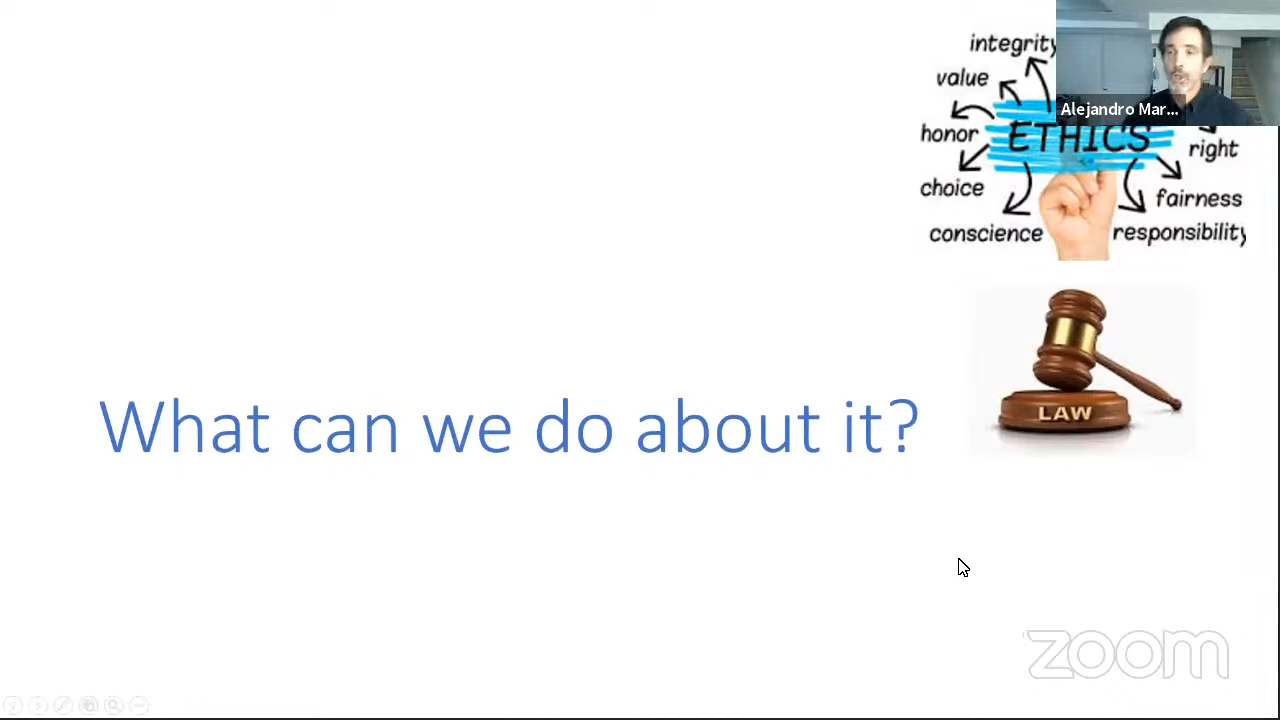 integrity
value
Alejandro Mar...
honor
ETHICS
right
choice
fairness
conscience
responsibility
LAW
What can we do about it?
zoom